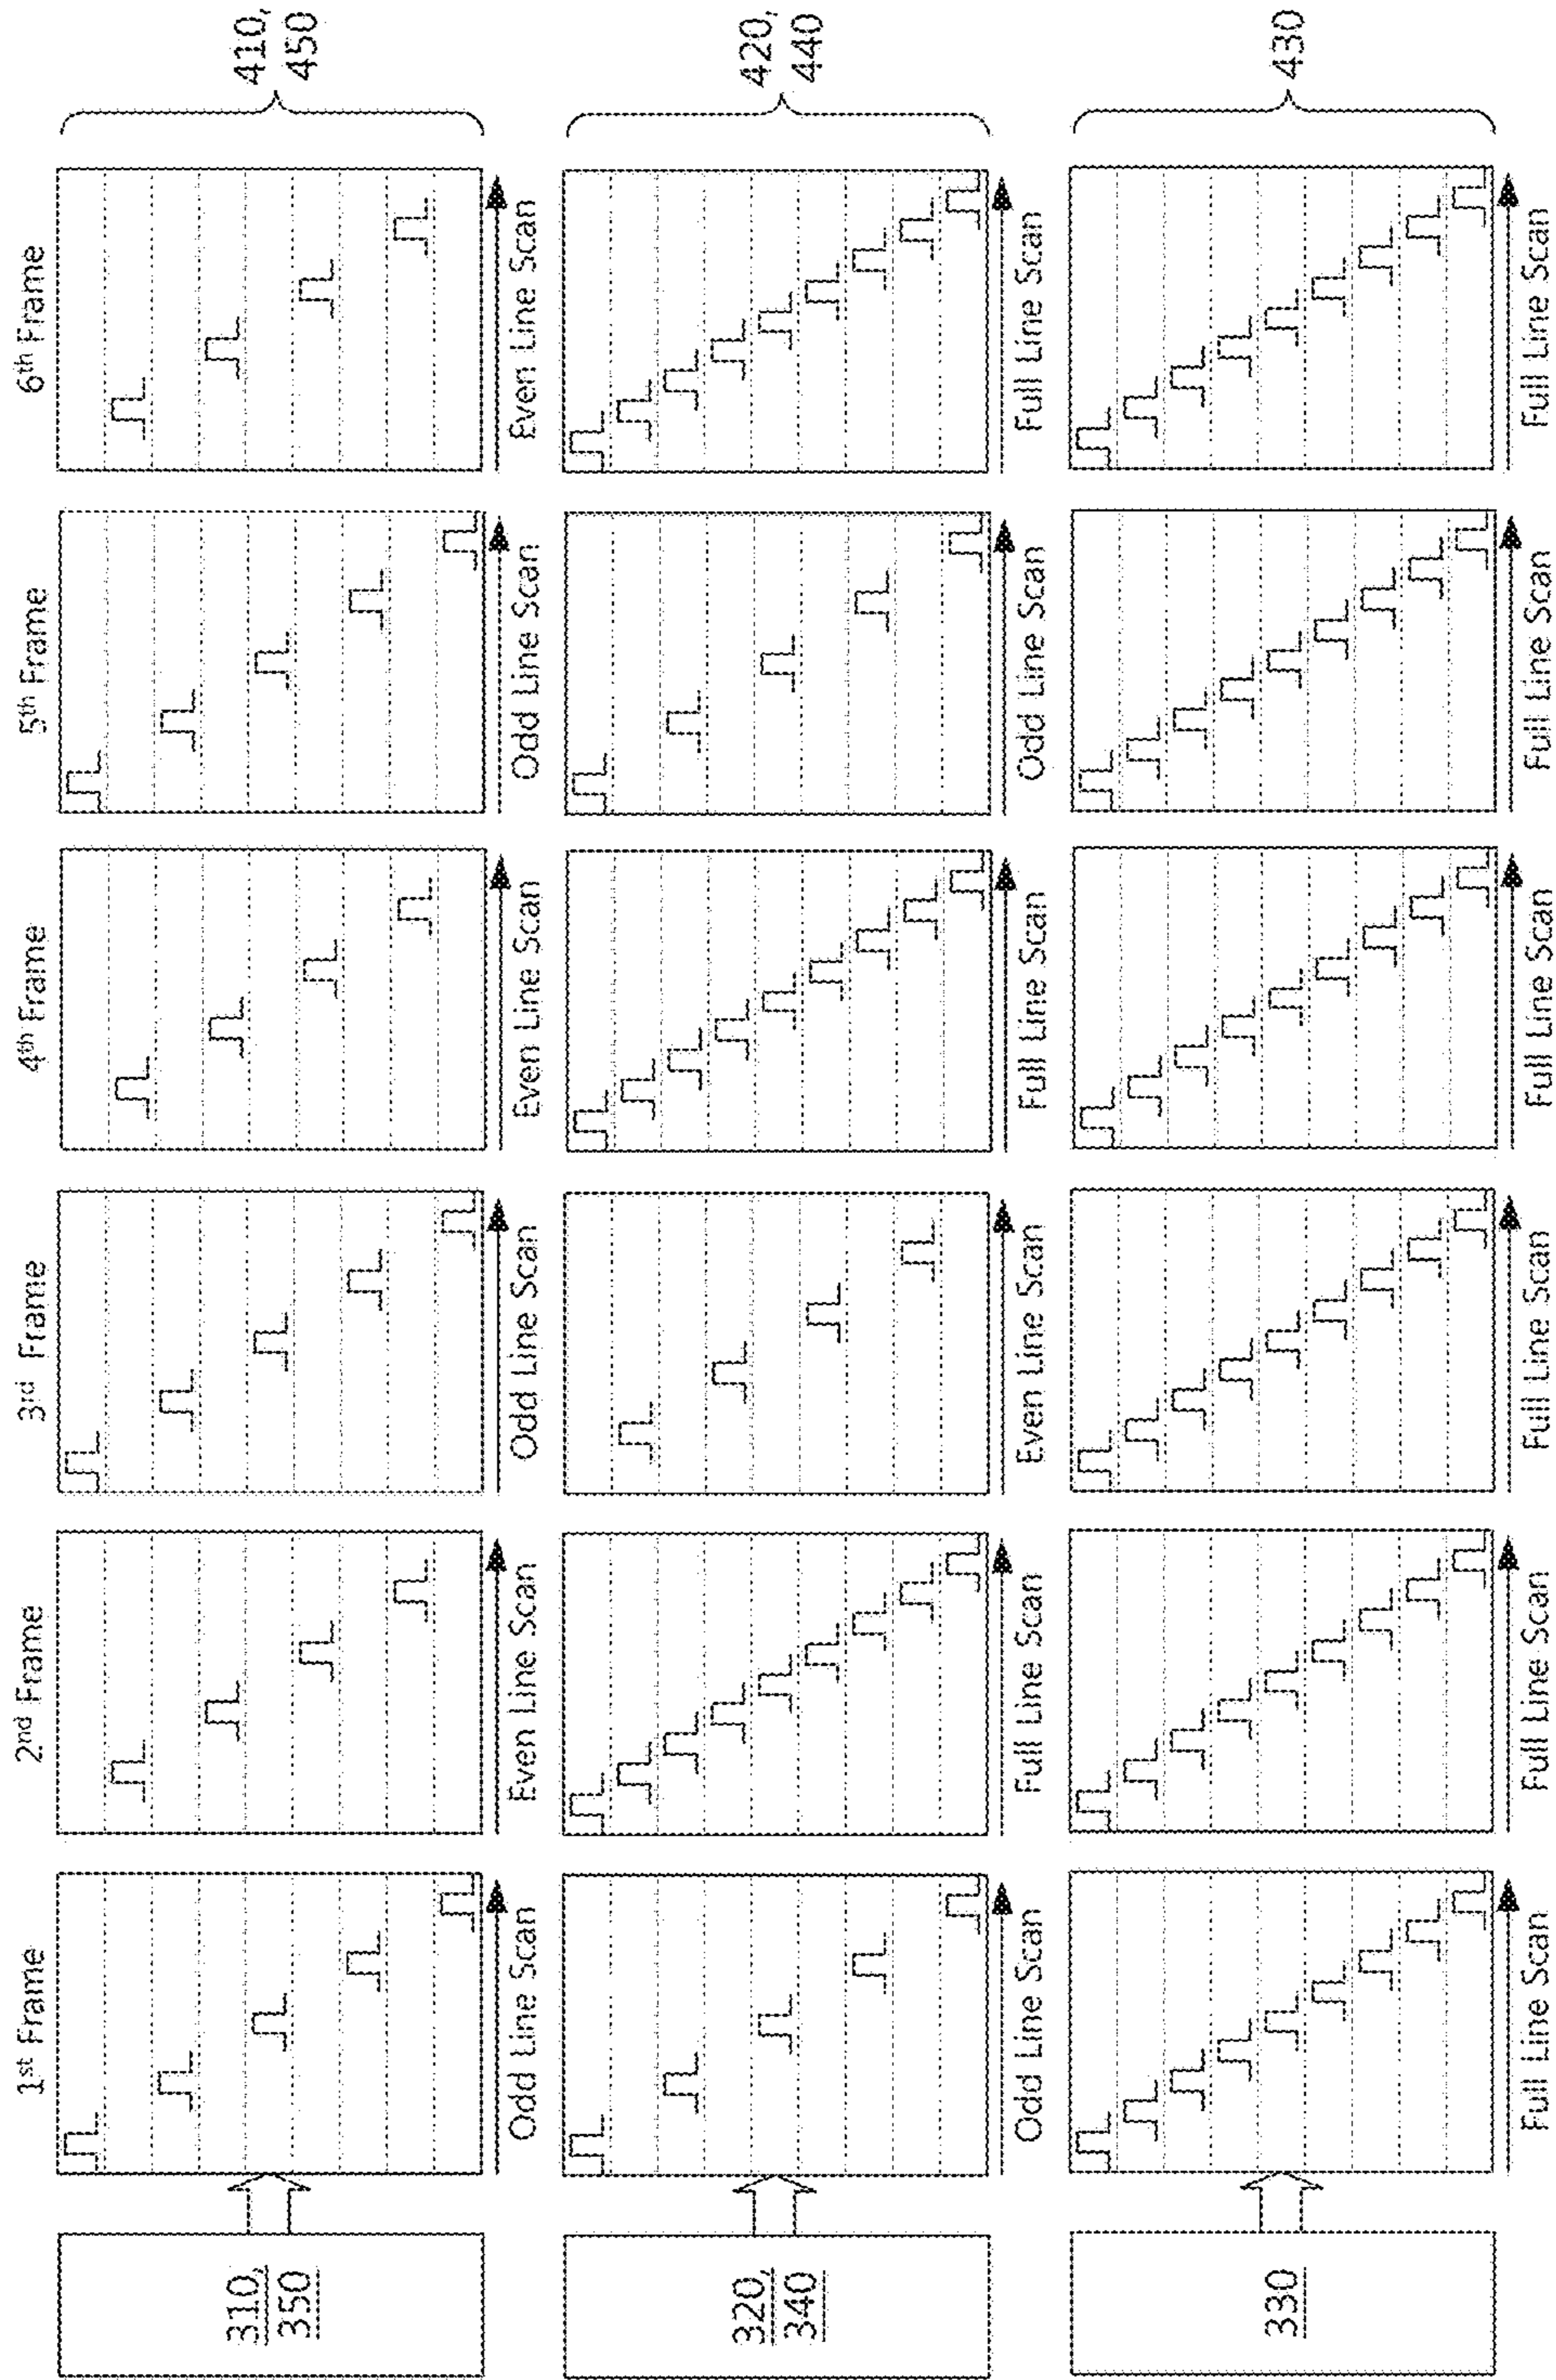 1st Frame
2nd Frame
3rd Frame
4th Frame
5th Frame
6th Frame
310,
350
Odd Line Scan
Even Line Scan
Odd Line Scan
Even Line Scan
Odd Line Scan
Even Line Scan
410,
450
320,
340
Odd Line Scan
Full Line Scan
Even Line Scan
Full Line Scan
Odd Line Scan
Full Line Scan
420,
440
330
Full Line Scan
Full Line Scan
Full Line Scan
Full Line Scan
Full Line Scan
Full Line Scan
430